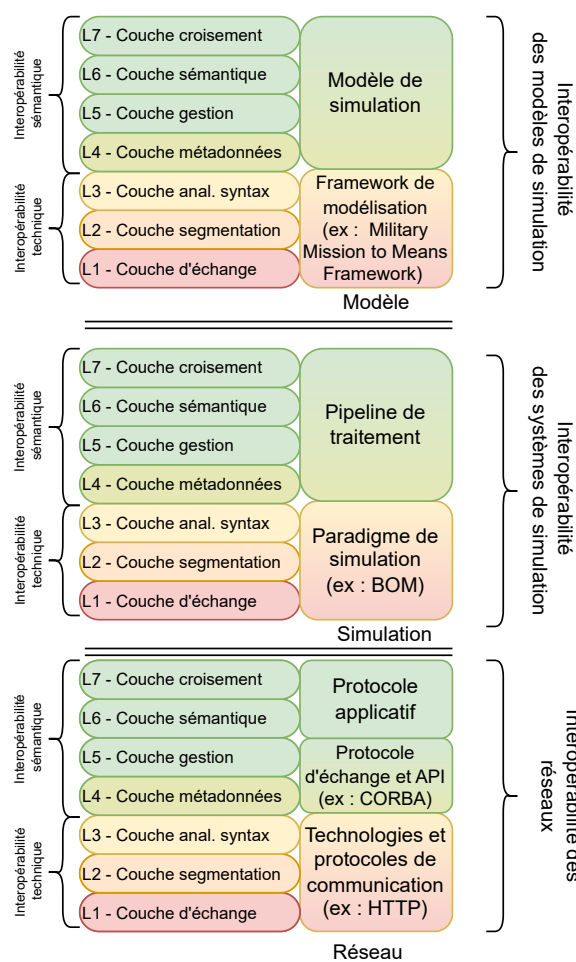 Interopérabilité
sémantique
L7 - Couche croisement
L6 - Couche sémantique
L5 - Couche gestion
L4 - Couche métadonnées
Modèle de
simulation
Interopérabilité
technique
L3 - Couche anal. syntax
L2 - Couche segmentation
L1 - Couche d'échange
Framework de
modélisation
(ex : Military
Mission to Means
Framework)
Modèle
Interopérabilité
des modèles de simulation
Interopérabilité
sémantique
L7 - Couche croisement
L6 - Couche sémantique
L5 - Couche gestion
L4 - Couche métadonnées
Pipeline de
traitement
Interopérabilité
technique
L3 - Couche anal. syntax
L2 - Couche segmentation
L1 - Couche d'échange
Paradigme de
simulation
(ex : BOM)
Simulation
Interopérabilité
des systèmes de simulation
Interopérabilité
sémantique
L7 - Couche croisement
L6 - Couche sémantique
L5 - Couche gestion
L4 - Couche métadonnées
Protocole
applicatif
Protocole
d'échange et API
(ex : CORBA)
Interopérabilité
technique
L3 - Couche anal. syntax
L2 - Couche segmentation
L1 - Couche d'échange
Technologies et
protocoles de
communication
(ex : HTTP)
Réseau
Interopérabilité des
réseaux